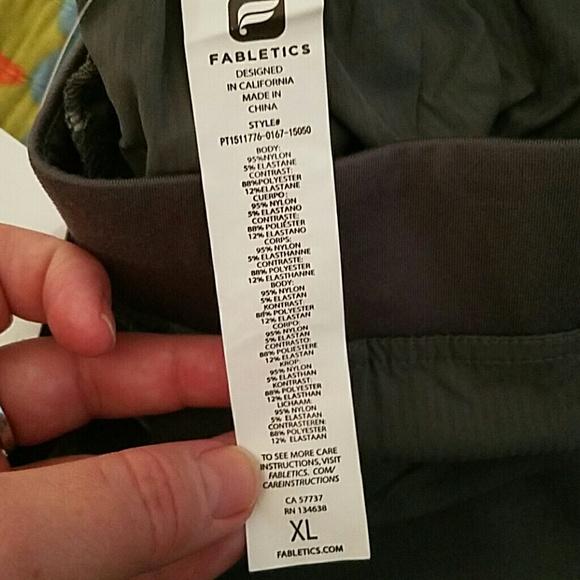 FABLETICS
DESIGNED
IN CALIFORNIA
MADE IN
CHINA
STYLE#
PT1511776-0167-15050
BODY:
95%NYLON
5% ELASTANE
CONTRAST:
88%POLYESTER
12%ELASTANE
CUERPO:
95% NYLON
5% ELASTANO
CONTRASTE:
88% POLIÉSTER
12% ELASTANO
CORPS:
95% NYLON
5% ELASTHANNE
CONTRASTE:
88% POLYESTER
12% ELASTHANNE
BODY:
95% NYLON
5% ELASTAN
KONTRAST:
88% POLYESTER
12% ELASTAN
CORPO:
95% NYLON
5% ELASTAN
CONTRASTO:
88% POLIESTERE
12% ELASTAN
KROP:
95% NYLON
5% ELASTHAN
KONTRAST:
88% POLYESTER
12% ELASTHAN
LICHAAM:
95% NYLON
5% ELASTAAN
CONTRASTEREN:
88% POLYESTER
12% ELASTAAN
TO SEE MORE CARE
INSTRUCTIONS,VISIT
FABLETICS. COM/
CAREINSTRUCTIONS
CA 57737
RN 134638
XL
FABLETICS.COM